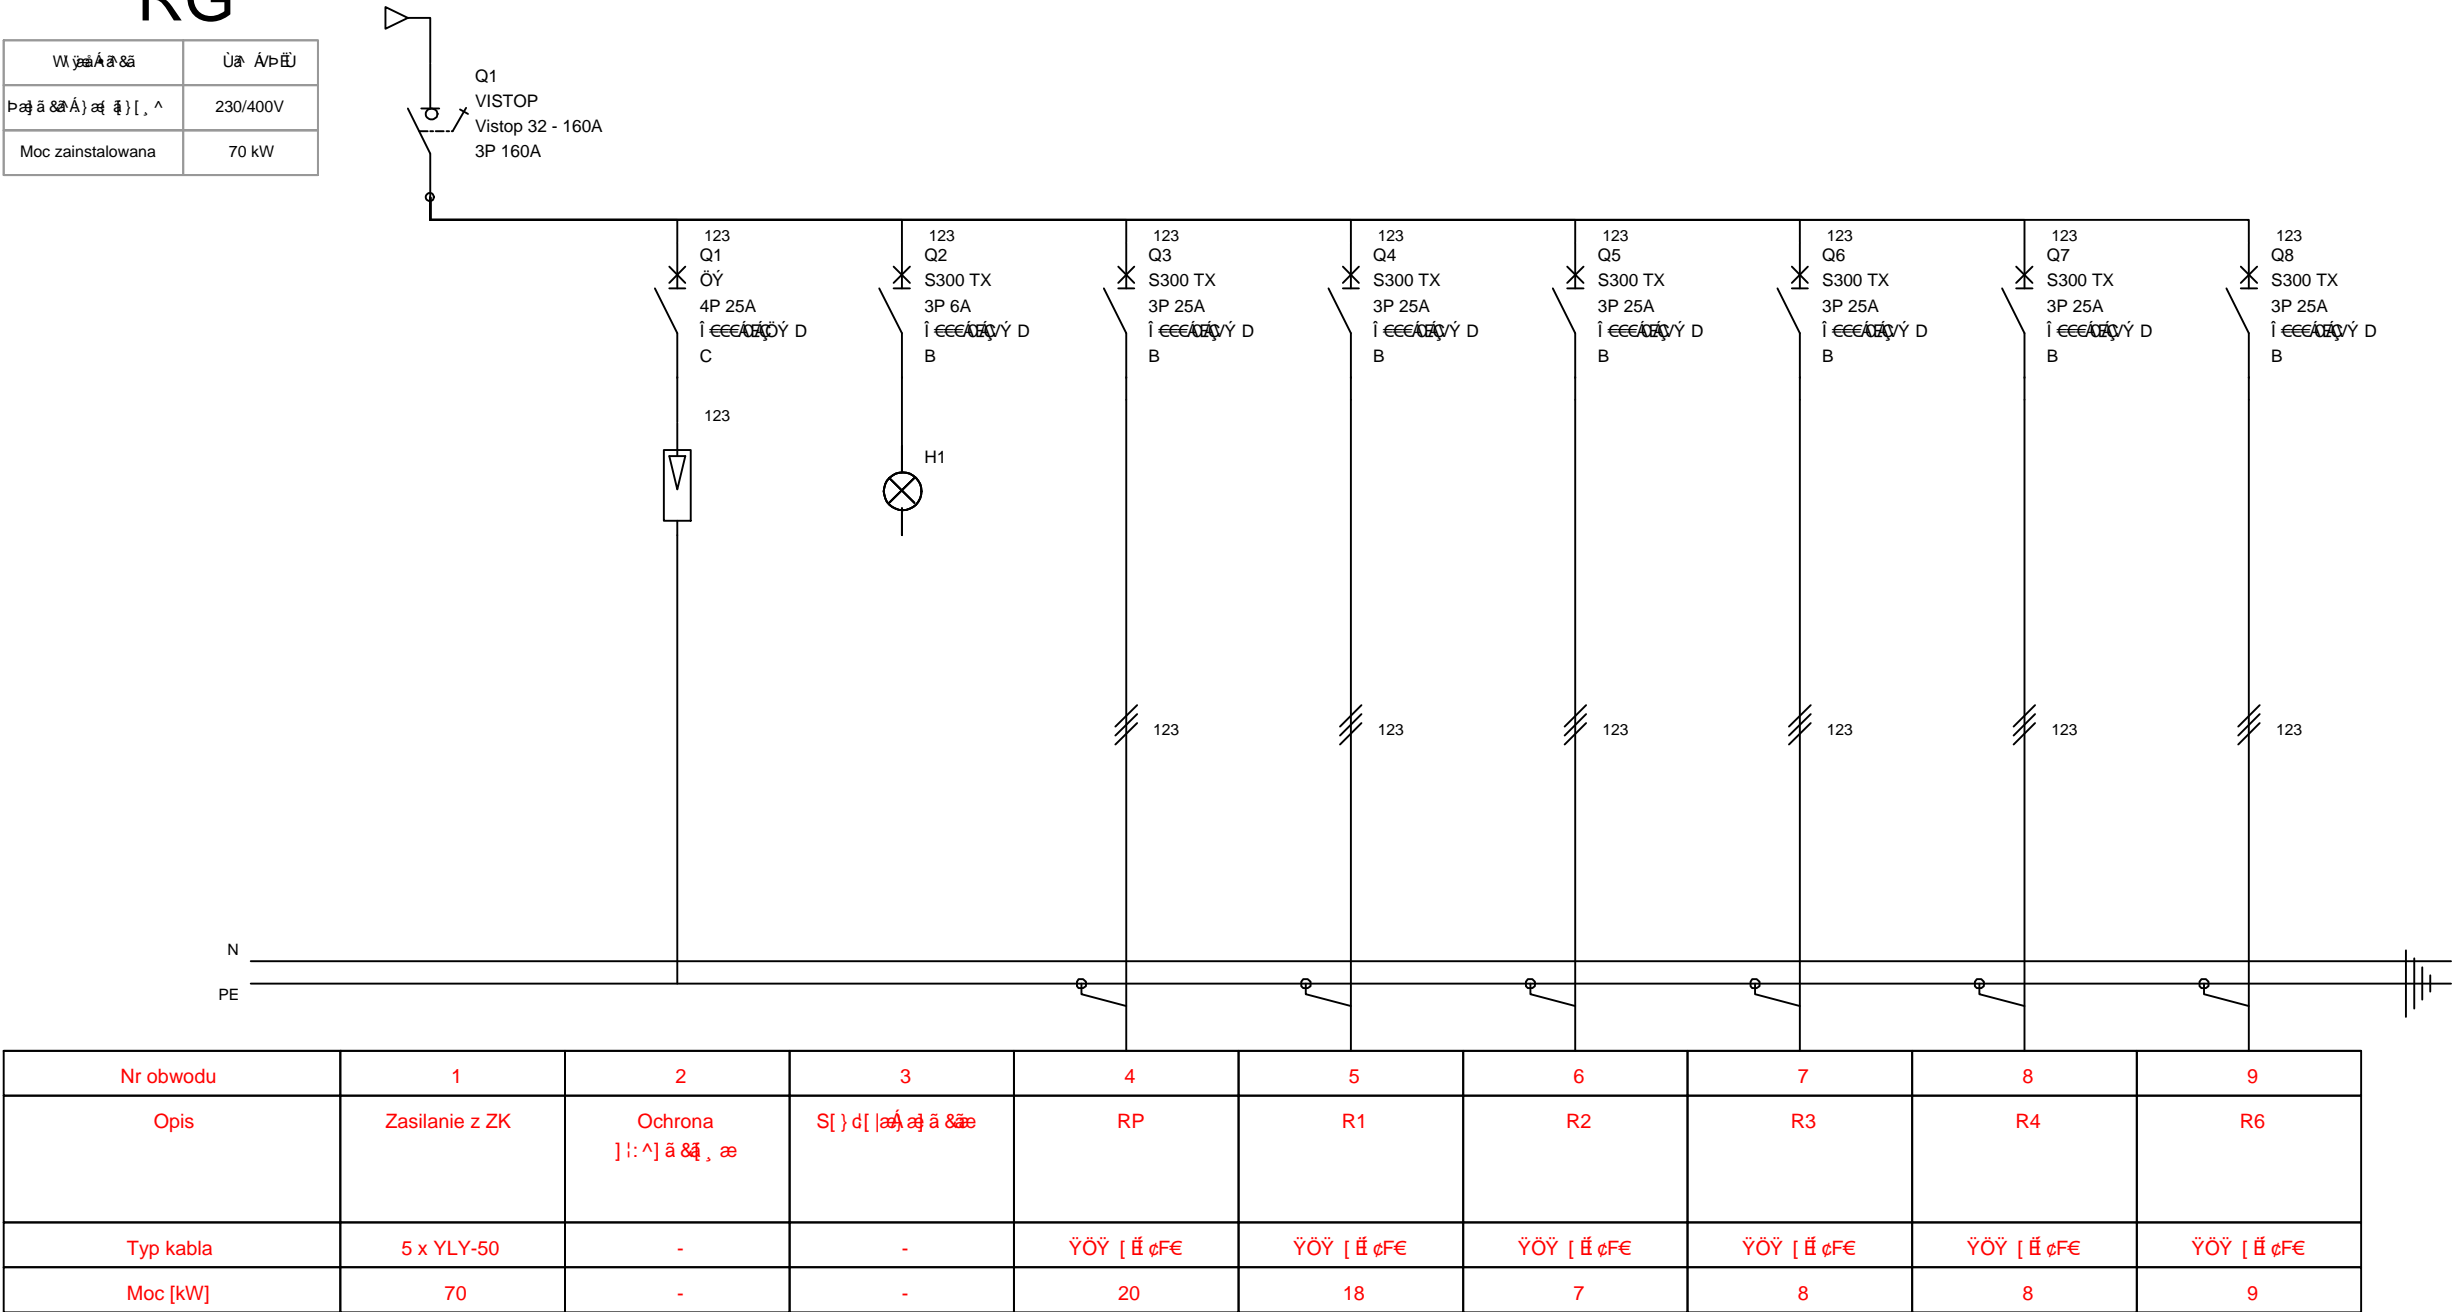 RG
230/400V
Moc zainstalowana 70 kW
Q1
VISTOP
Vistop 32 - 160A
3P 160A
123 123 123 123 123 123 123 123
Q1 Q2 Q3 Q4 Q5 Q6 Q7 Q8
ÖÝ S300 TX S300 TX S300 TX S300 TX S300 TX S300 TX S300 TX
4P 25A 3P 6A 3P 25A 3P 25A 3P 25A 3P 25A 3P 25A 3P 25A
C B B B B B B B
123
H1
123 123 123 123 123 123
N
PE
Nr obwodu 1 2 3 4 5 6 7 8 9
Opis Zasilanie z ZK Ochrona RP R1 R2 R3 R4 R6
Typ kabla 5 x YLY-50 - -
Moc [kW] 70 - - 20 18 7 8 8 9